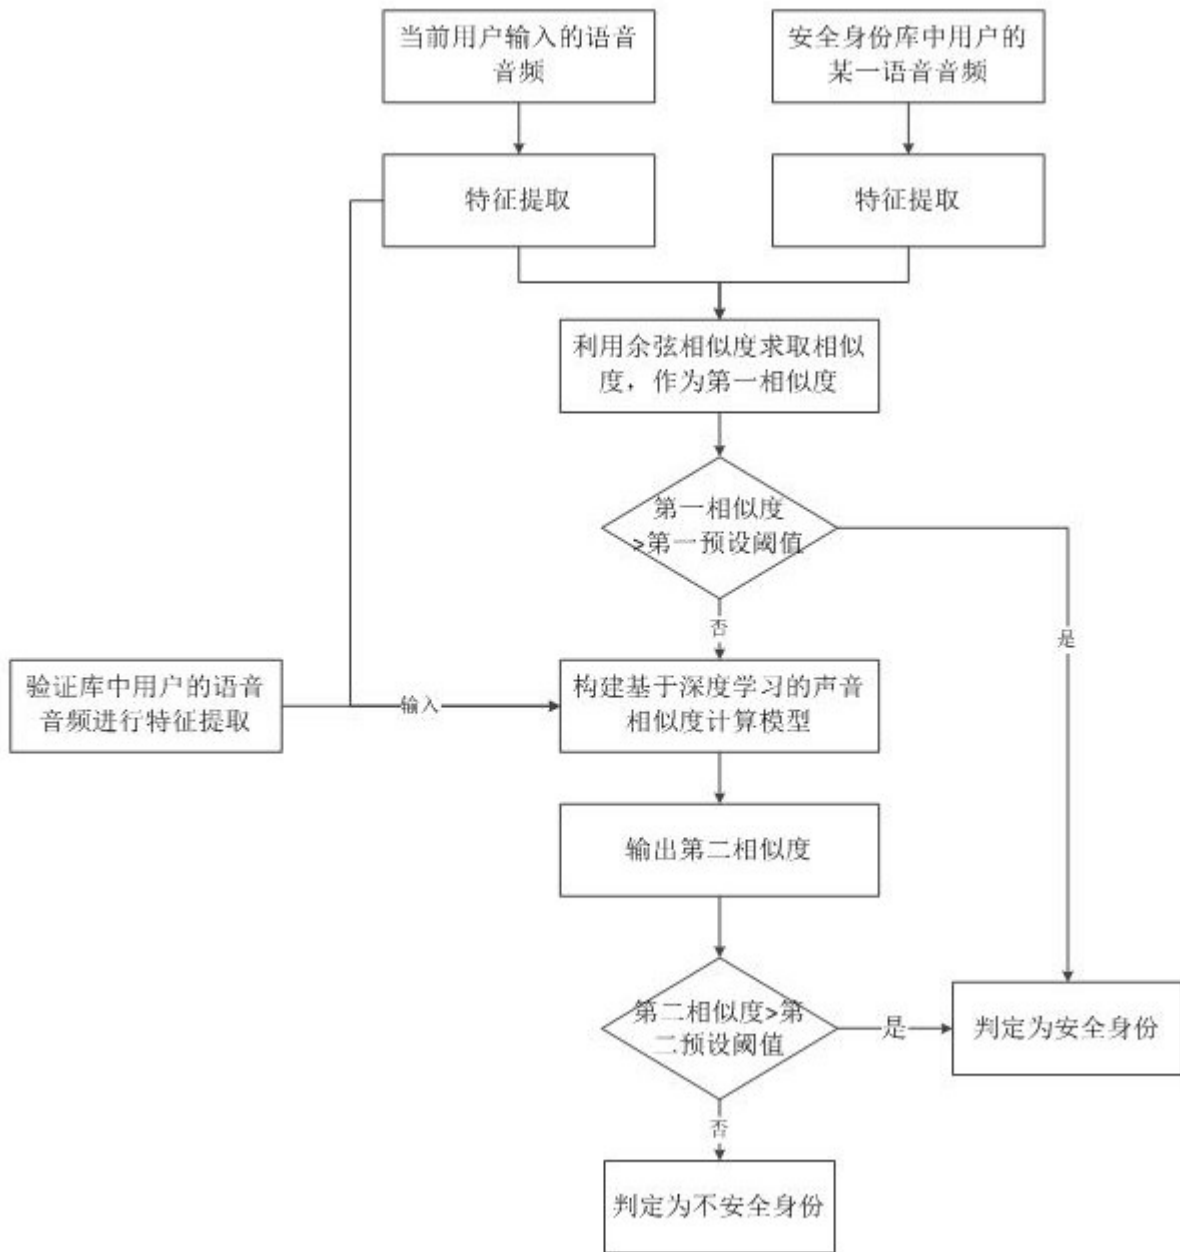 当前用户输入的语音
音频
安全身份库中用户的
某一语音音频
特征提取
特征提取
利用余弦相似度求取相似
度，作为第一相似度
第一相似度
>第一预设阈值
否
是
验证库中用户的语音
音频进行特征提取
输入
构建基于深度学习的声音
相似度计算模型
输出第二相似度
第二相似度>第
二预设阈值
是
判定为安全身份
否
判定为不安全身份